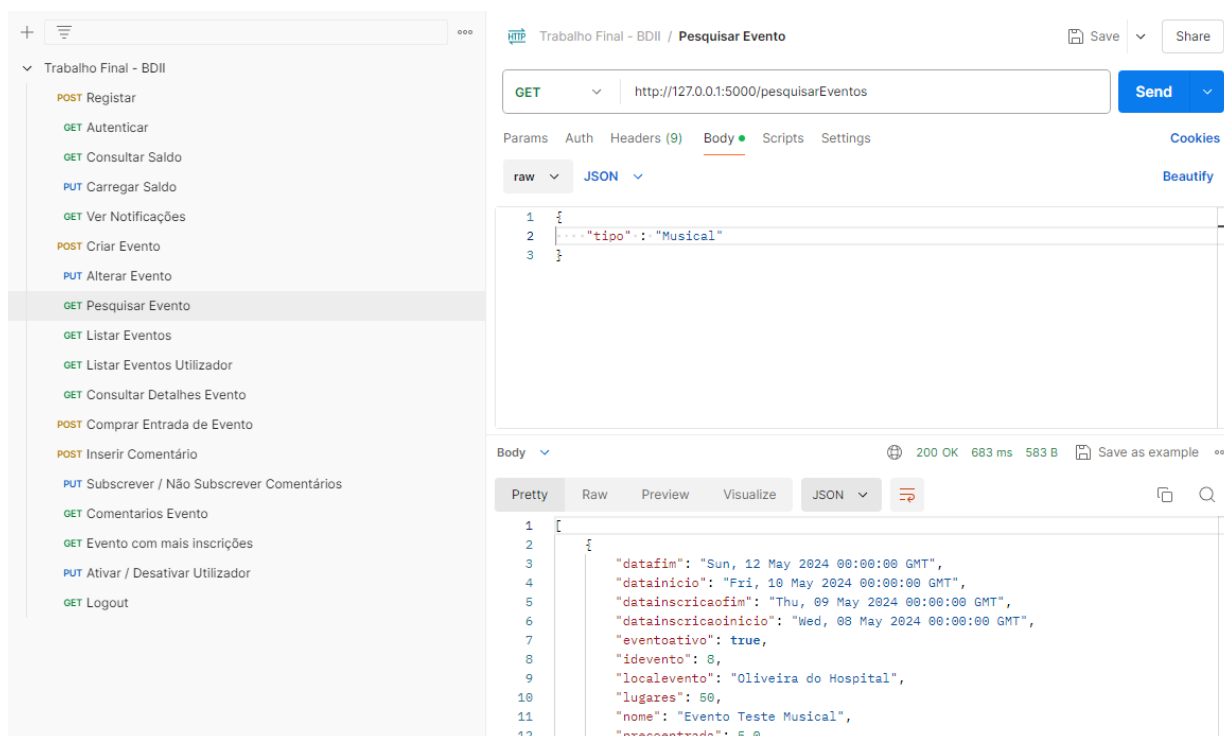 Trabalho Final - BDII
POST Registar
GET Autenticar
GET Consultar Saldo
PUT Carregar Saldo
GET Ver Notificações
POST Criar Evento
PUT Alterar Evento
GET Pesquisar Evento
GET Listar Eventos
GET Listar Eventos Utilizador
GET Consultar Detalhes Evento
POST Comprar Entrada de Evento
POST Inserir Comentário
PUT Subscrever / Não Subscrever Comentários
GET Comentarios Evento
GET Evento com mais inscrições
PUT Ativar / Desativar Utilizador
GET Logout
HTTP Trabalho Final - BDII / Pesquisar Evento Save Share
GET http://127.0.0.1:5000/pesquisarEventos Send
Params Auth Headers (9) Body Scripts Settings Cookies
raw JSON Beautify
1 {
2 "tipo" : "Musical"
3 }
Body 200 OK 683 ms 583 B Save as example
Pretty Raw Preview Visualize JSON
1 [
2 {
3 "datafim": "Sun, 12 May 2024 00:00:00 GMT",
4 "datainicio": "Fri, 10 May 2024 00:00:00 GMT",
5 "datainscricaofim": "Thu, 09 May 2024 00:00:00 GMT",
6 "datainscricaoinicio": "Wed, 08 May 2024 00:00:00 GMT",
7 "eventoativo": true,
8 "idevento": 8,
9 "localevento": "Oliveira do Hospital",
10 "lugares": 50,
11 "nome": "Evento Teste Musical",
12 "precoentrada": 5.0